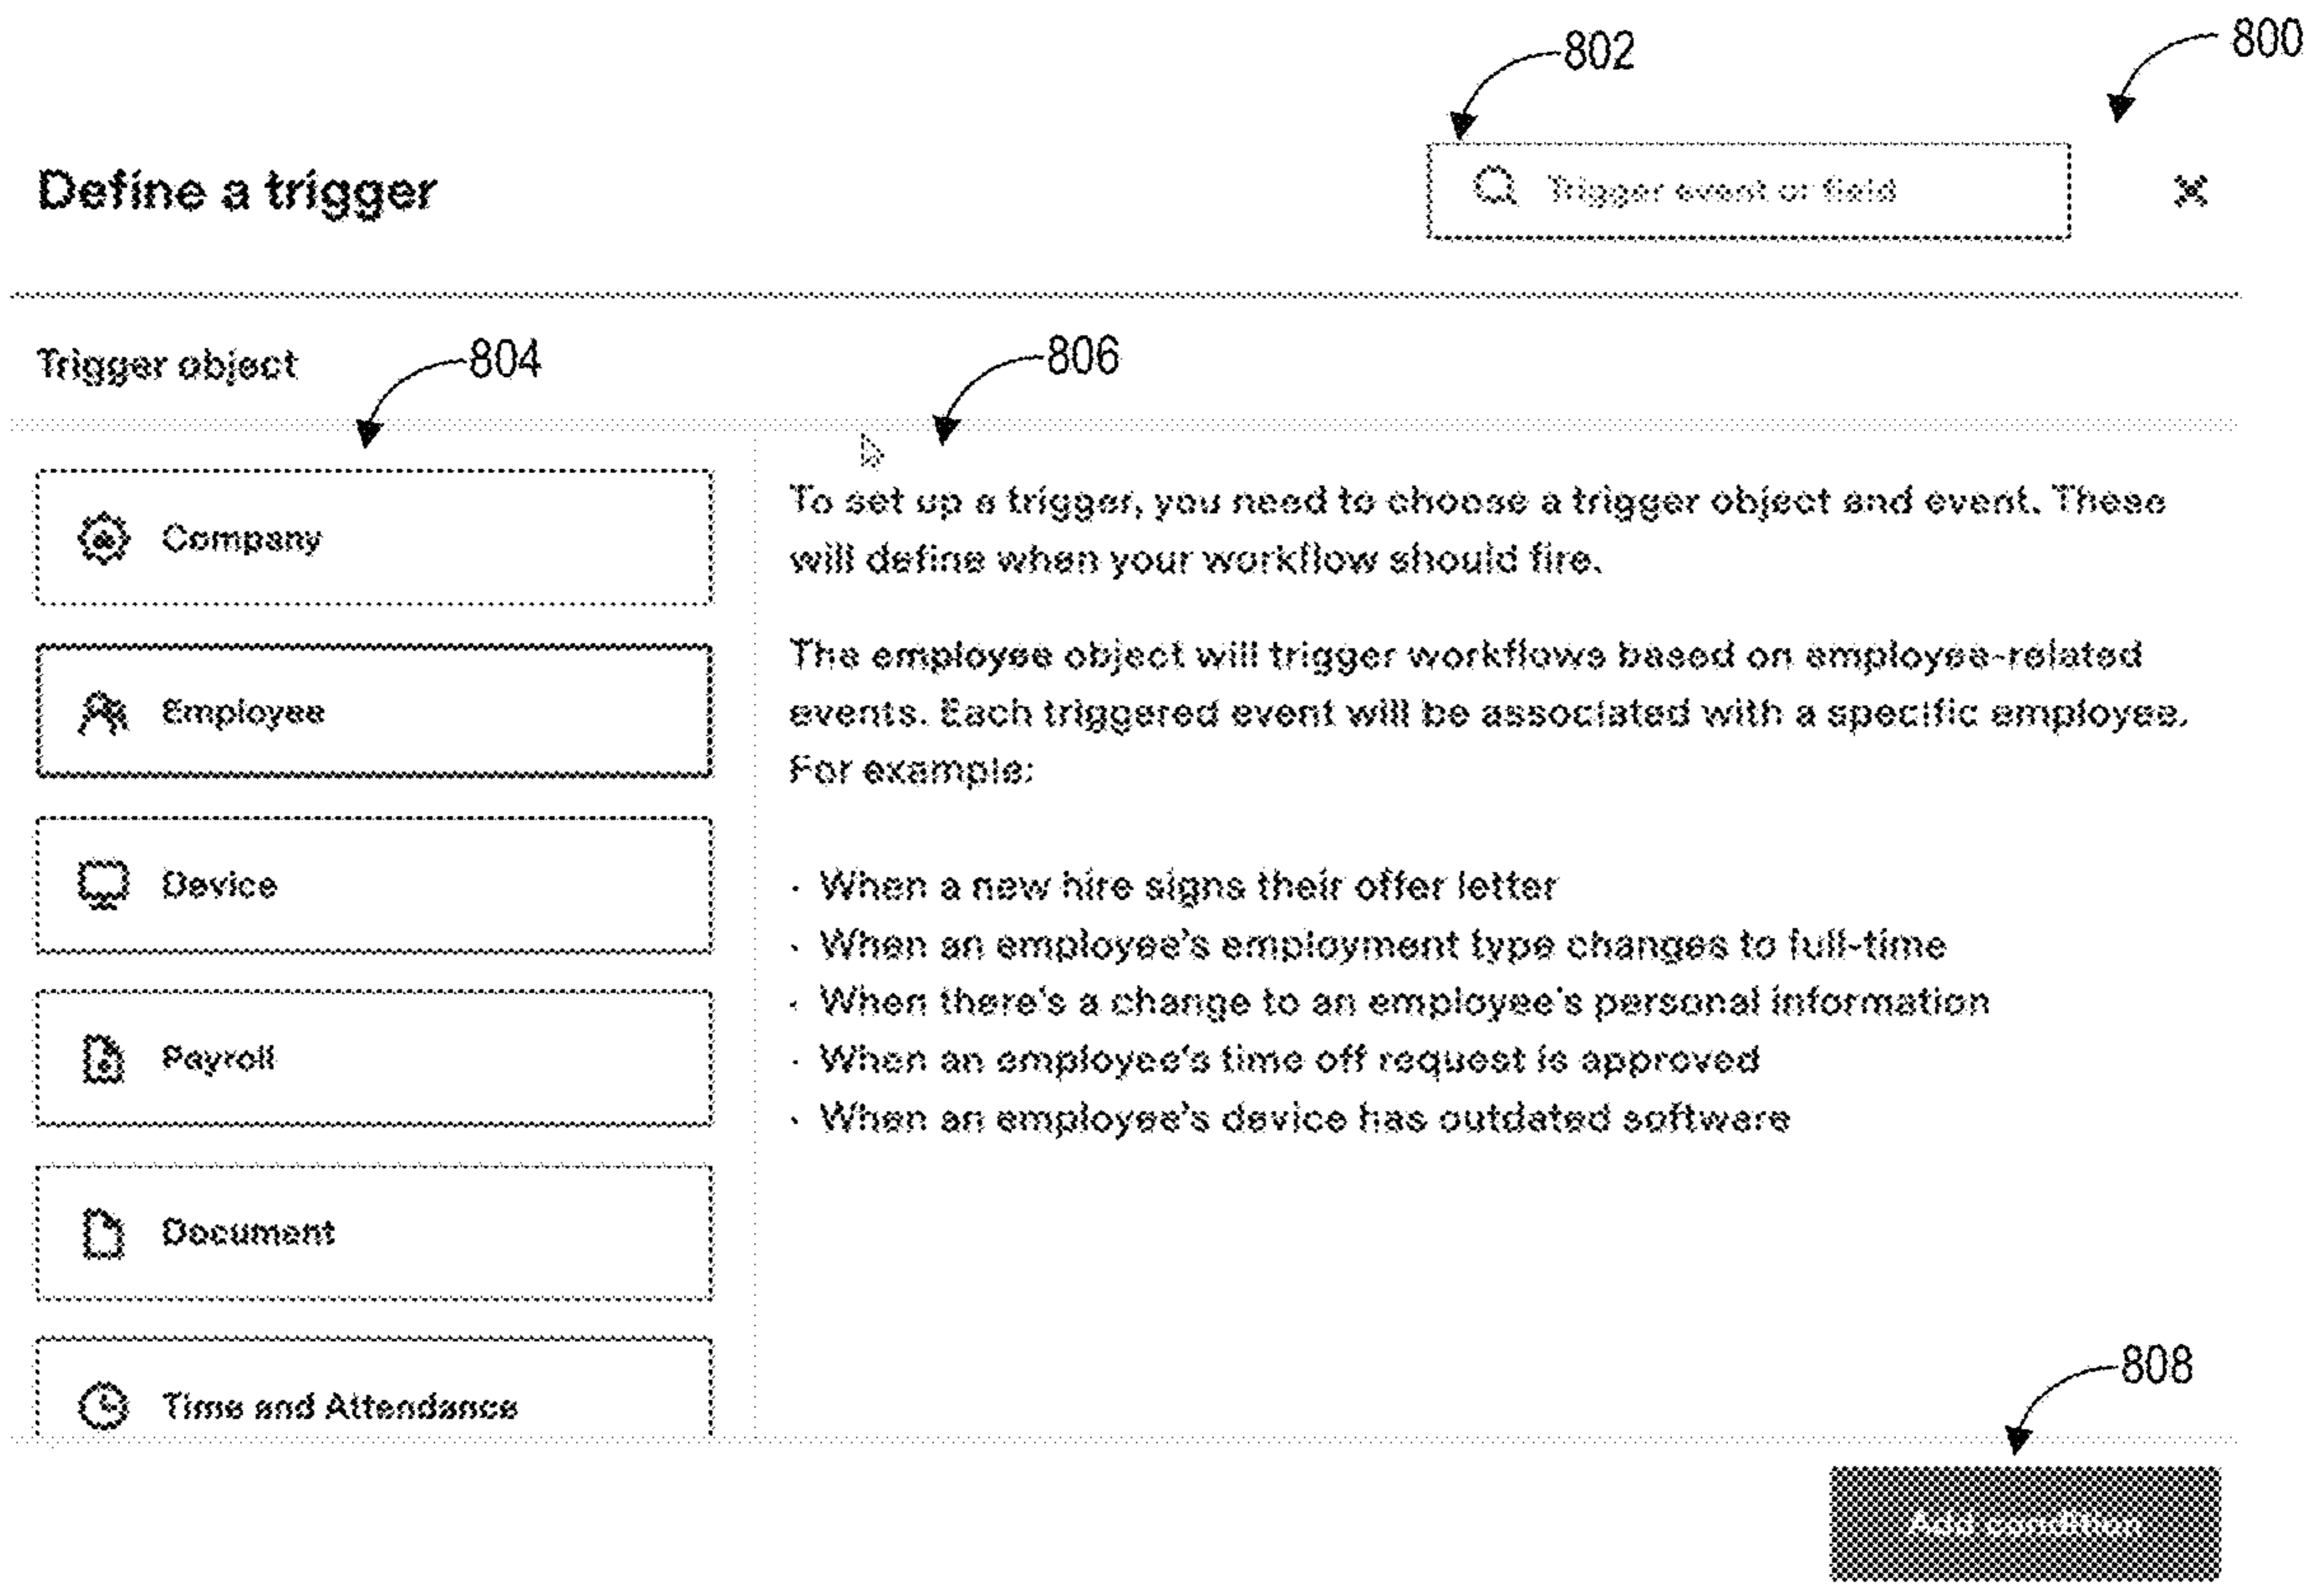 800
802
Define a trigger
Trigger event or field
Trigger object
804
806
Company
Employee
Device
Payroll
Document
Time and Attendance
To set up a trigger, you need to choose a trigger object and event. These
will define when your workflow should fire.
The employee object will trigger workflows based on employee-related
events. Each triggered event will be associated with a specific employee.
For example:
· When a new hire signs their offer letter
· When an employee's employment type changes to full-time
· When there's a change to an employee's personal information
· When an employee's time off request is approved
· When an employee's device has outdated software
808
Add condition